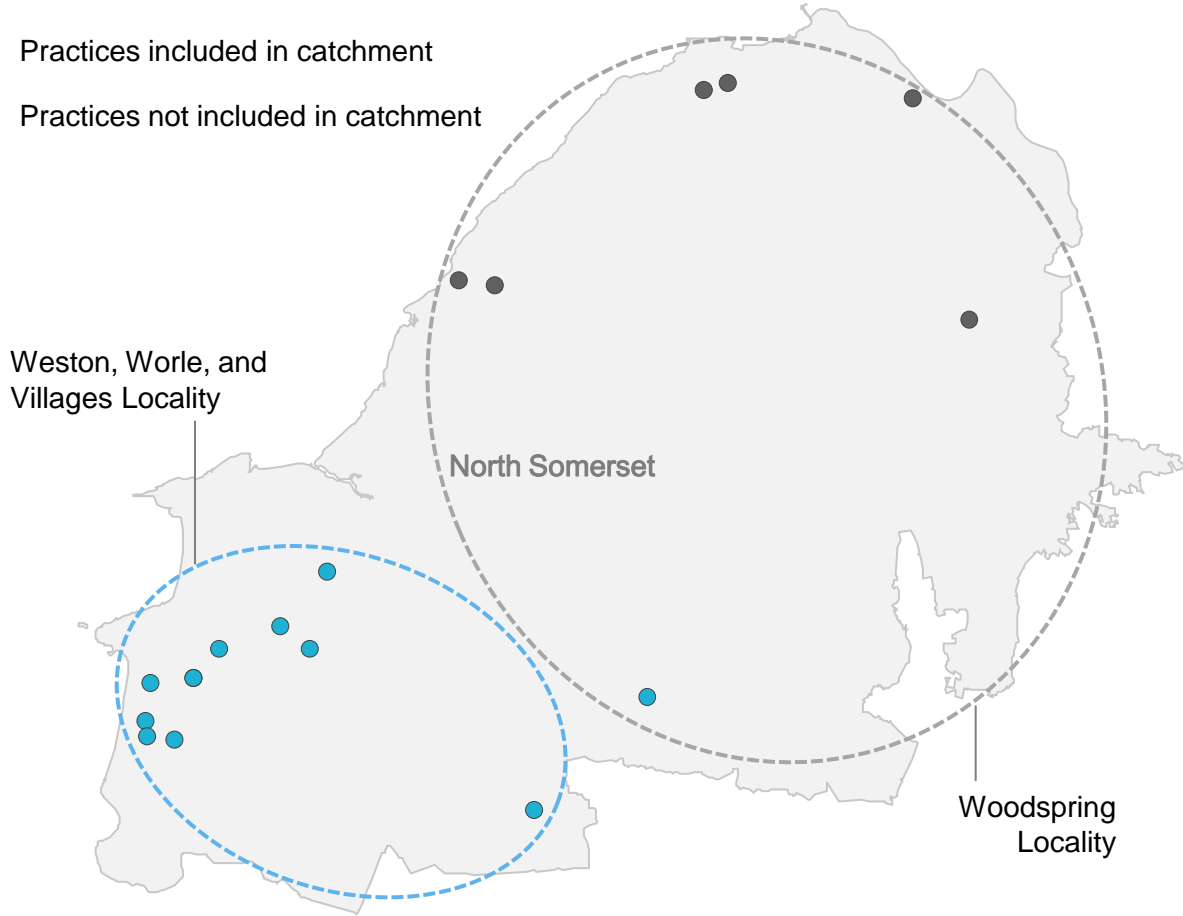 Practices included in catchment
Practices not included in catchment
Weston, Worle, and
Villages Locality
North Somerset
Woodspring
Locality